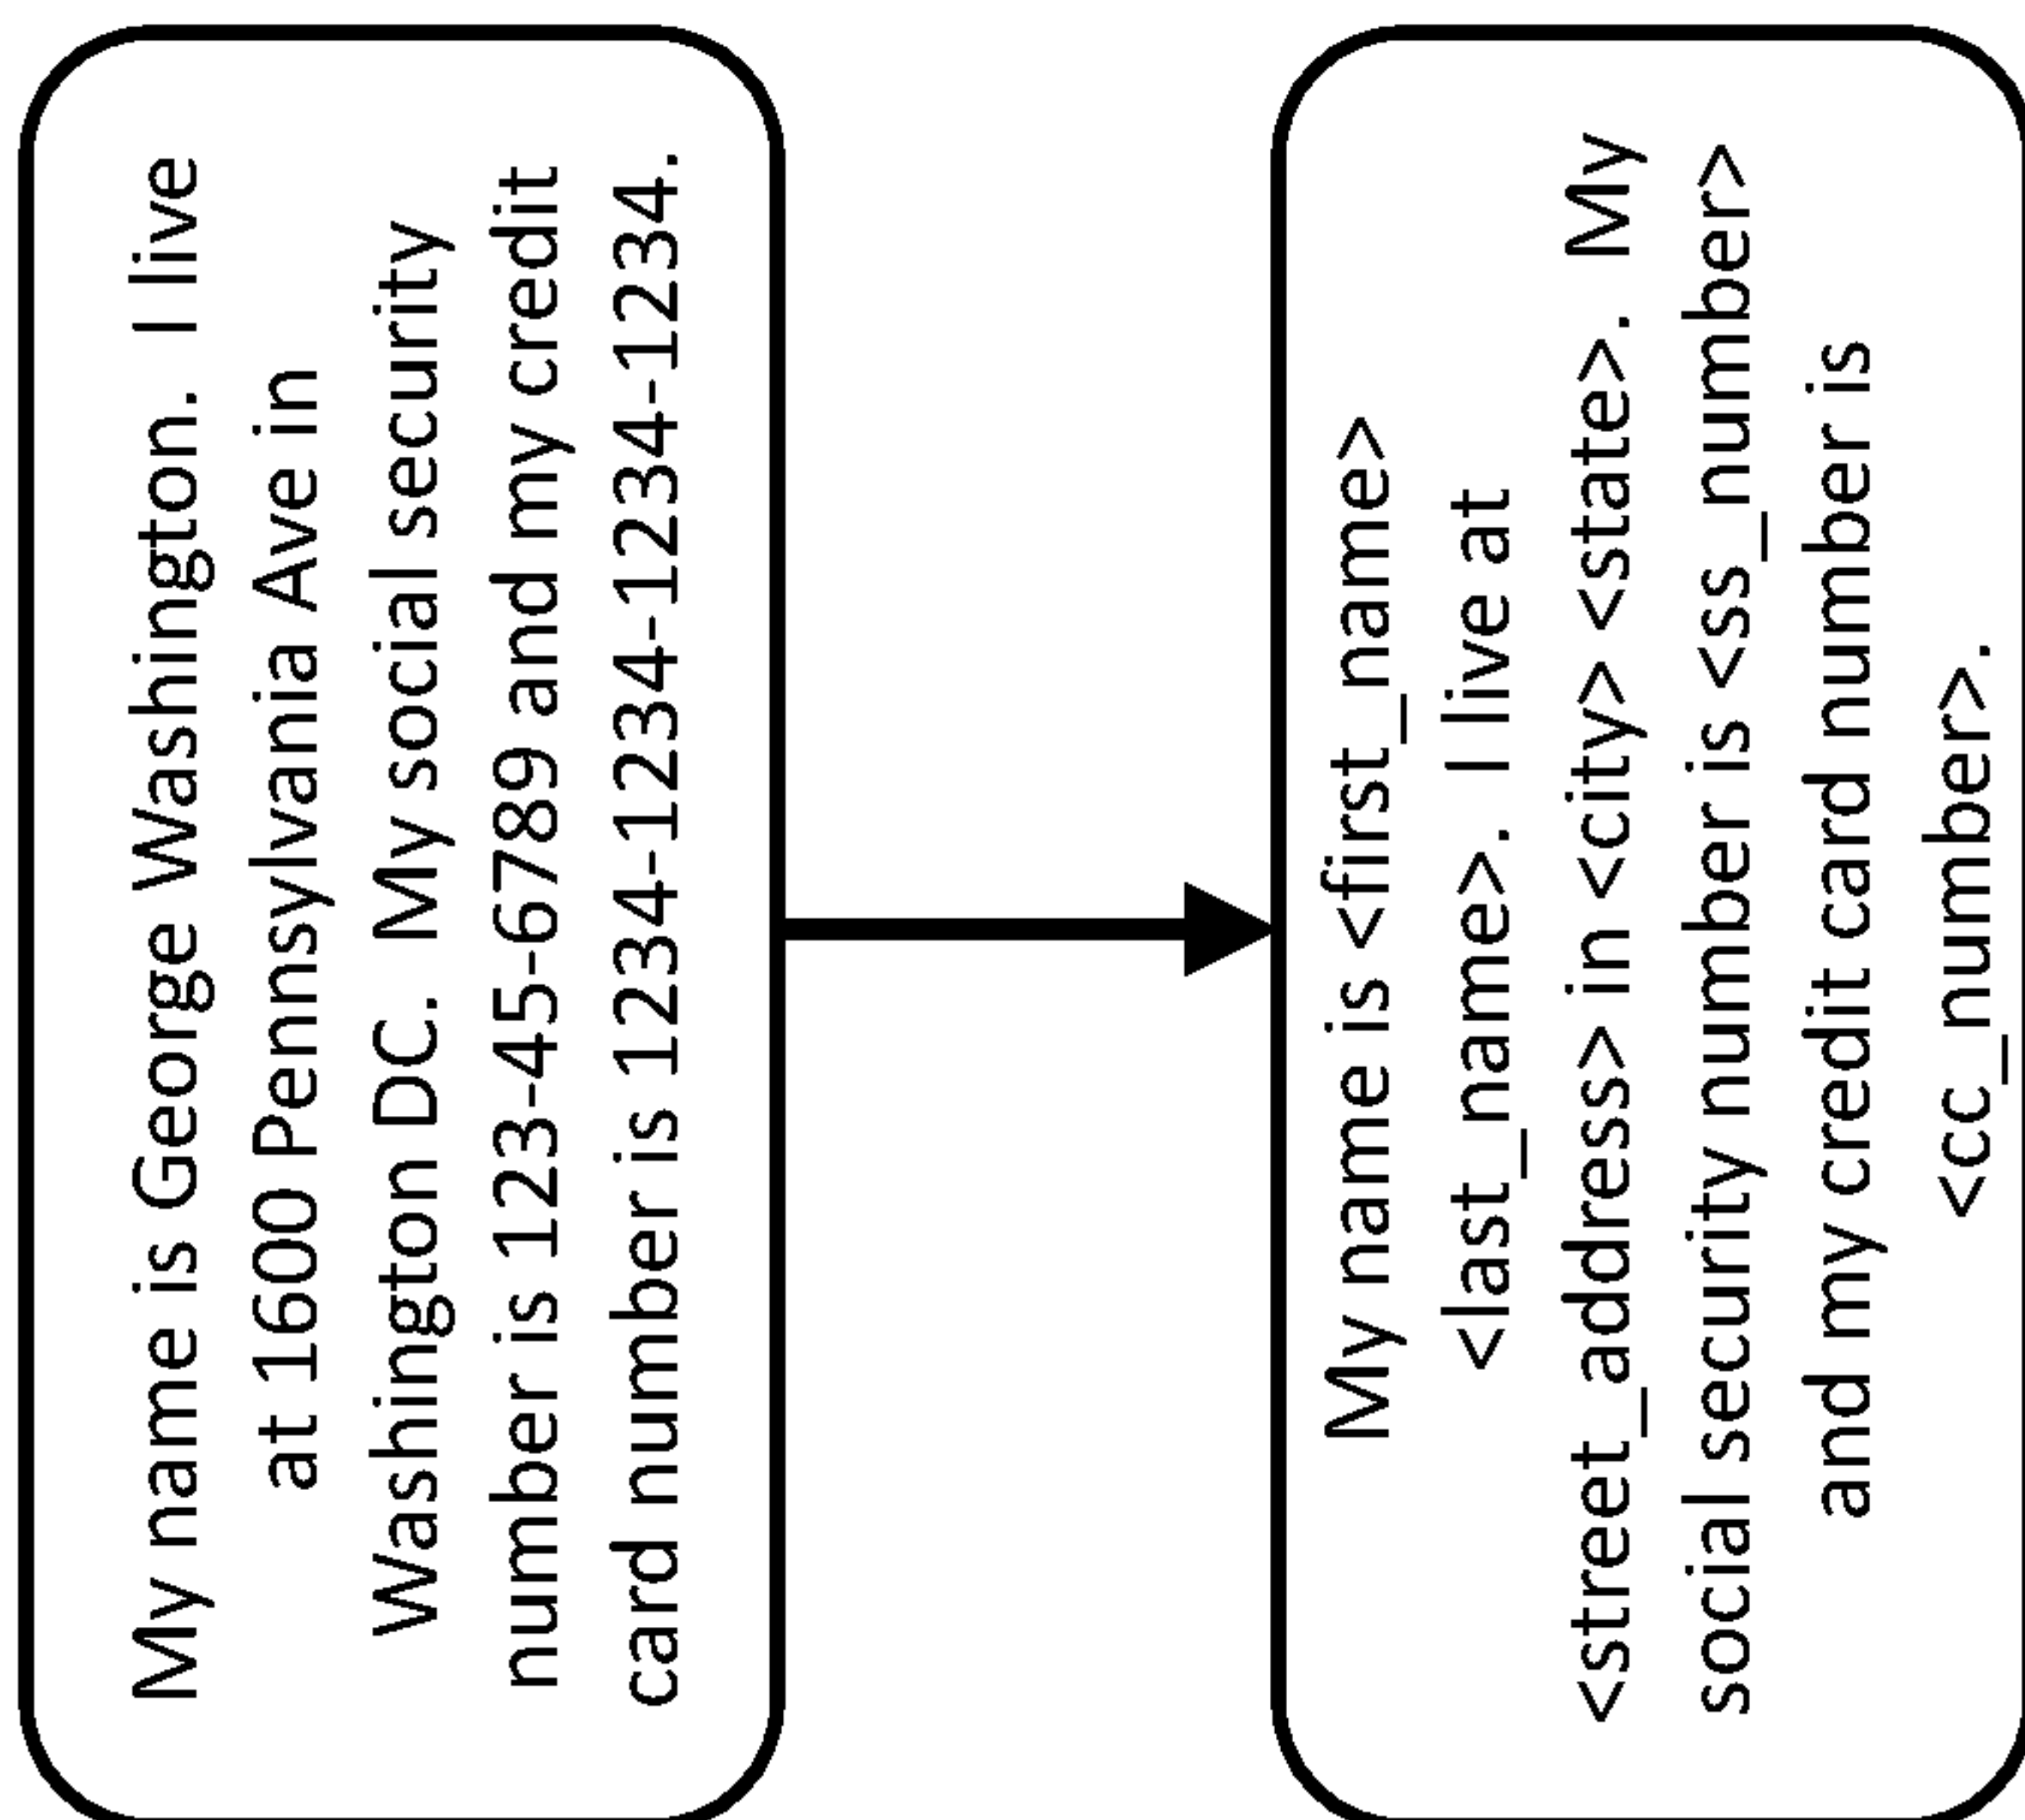 My name is George Washington.  I live
at 1600 Pennsylvania Ave in
Washington DC.  My social security
number is 123-45-6789 and my credit
card number is 1234-1234-1234-1234.
My name is <first_name>
<last_name>.  I live at
<street_address> in <city> <state>.  My
social security number is <ss_number>
and my credit card number is
<cc_number>.